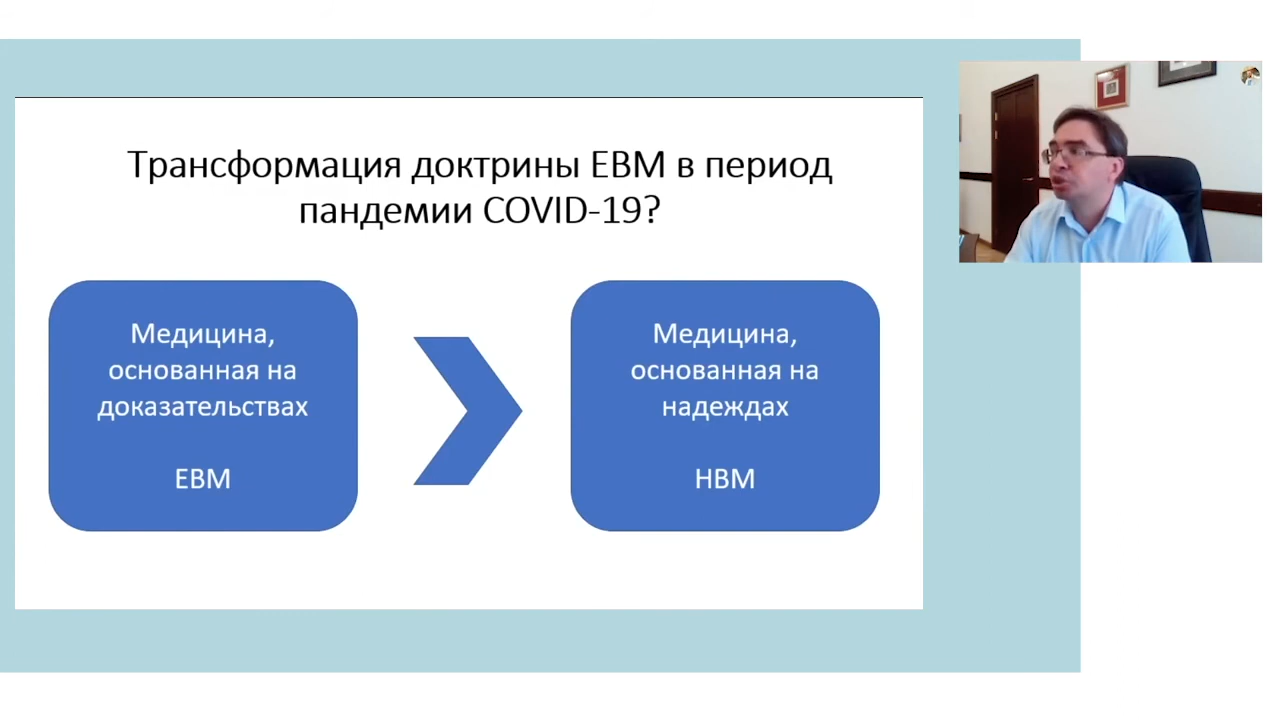 Трансформация доктрины EBM в период
пандемии COVID-19?
Медицина,
основанная на
доказательствах
EBM
Медицина,
основанная на
надеждах
HBM